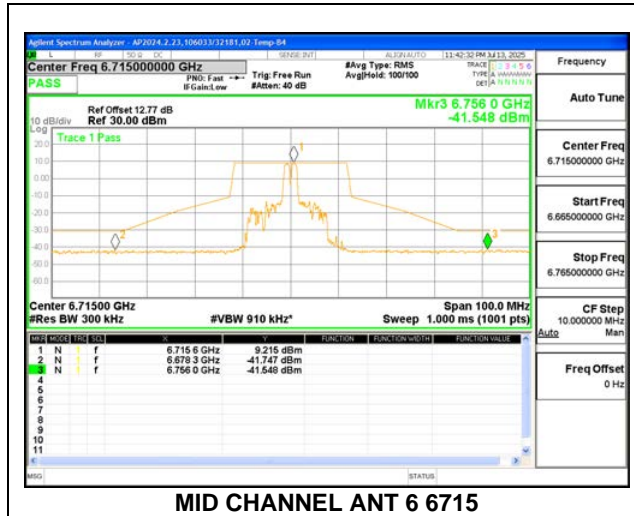 Agilent Spectrum Analyzer - AP2024.2.23,106033/32181,02-Temp-B4
L RF 50 Ω DC SENSE:INT ALIGN AUTO 11:42:32 PM Jul 13, 2025
Center Freq 6.715000000 GHz #Avg Type: RMS TRACE 1 2 3 4 5 6
PASS PNO: Fast Trig: Free Run Avg|Hold: 100/100 TYPE A
IFGain:Low #Atten: 40 dB DET A N N N N N
Ref Offset 12.77 dB Mkr3 6.756 0 GHz
10 dB/div Ref 30.00 dBm -41.548 dBm
Log
Trace 1 Pass
20.0
10.0
0.00
-10.0
-20.0
-30.0
-40.0
-50.0
-60.0
1
2
3
Center 6.71500 GHz Span 100.0 MHz
#Res BW 300 kHz #VBW 910 kHz* Sweep 1.000 ms (1001 pts)
MKR MODE TRC SCL X Y FUNCTION FUNCTION WIDTH FUNCTION VALUE
1 N 1 f 6.715 6 GHz 9.215 dBm
2 N 1 f 6.678 3 GHz -41.747 dBm
3 N 1 f 6.756 0 GHz -41.548 dBm
4
5
6
7
8
9
10
11
MSG STATUS
Frequency
Auto Tune
Center Freq
6.715000000 GHz
Start Freq
6.665000000 GHz
Stop Freq
6.765000000 GHz
CF Step
10.000000 MHz
Auto Man
Freq Offset
0 Hz
MID CHANNEL ANT 6 6715